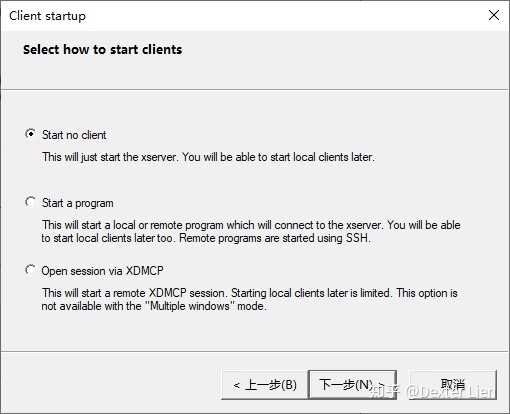 Client startup
Select how to start clients
Start no client
This will just start the xserver. You will be able to start local clients later.
Start a program
This will start a local or remote program which will connect to the xserver. You will be able
to start local clients later too. Remote programs are started using SSH.
Open session via XDMCP
This will start a remote XDMCP session. Starting local clients later is limited. This option is
not available with the "Multiple windows" mode.
< 上一步(B)
下一步(N) >
取消
知乎 @Dexter Lien